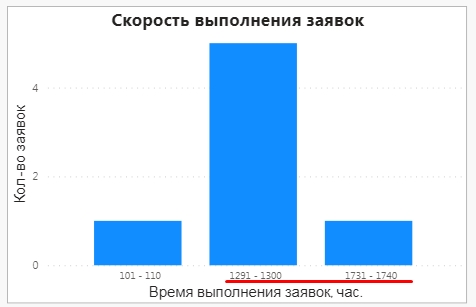 Скорость выполнения заявок
Кол-во заявок
4
2
0
101 - 110 1291 - 1300 1731 - 1740
Время выполнения заявок, час.